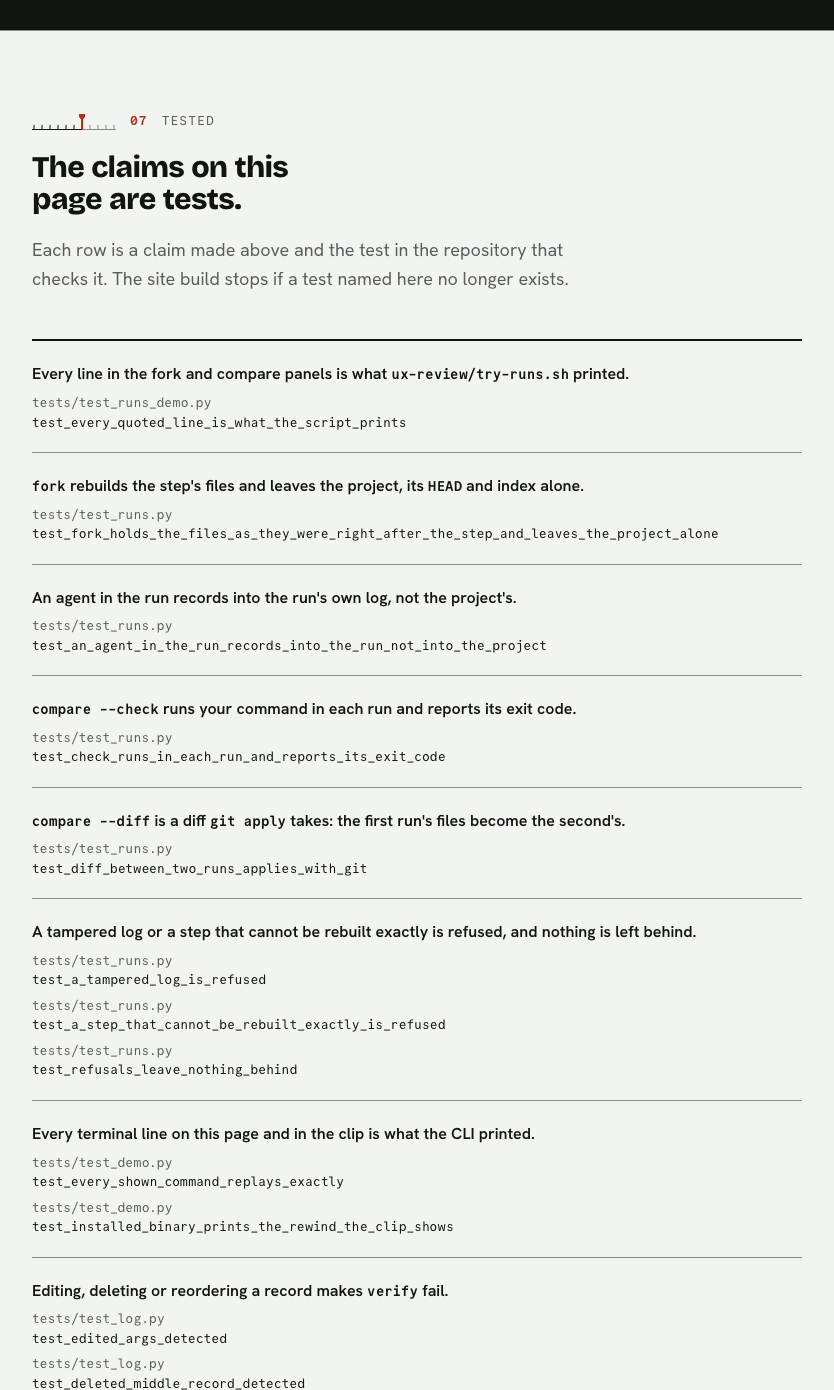 07 TESTED
The claims on this
page are tests.
Each row is a claim made above and the test in the repository that
checks it. The site build stops if a test named here no longer exists.
Every line in the fork and compare panels is what ux-review/try-runs.sh printed.
tests/test_runs_demo.py
test_every_quoted_line_is_what_the_script_prints
fork rebuilds the step's files and leaves the project, its HEAD and index alone.
tests/test_runs.py
test_fork_holds_the_files_as_they_were_right_after_the_step_and_leaves_the_project_alone
An agent in the run records into the run's own log, not the project's.
tests/test_runs.py
test_an_agent_in_the_run_records_into_the_run_not_into_the_project
compare --check runs your command in each run and reports its exit code.
tests/test_runs.py
test_check_runs_in_each_run_and_reports_its_exit_code
compare --diff is a diff git apply takes: the first run's files become the second's.
tests/test_runs.py
test_diff_between_two_runs_applies_with_git
A tampered log or a step that cannot be rebuilt exactly is refused, and nothing is left behind.
tests/test_runs.py
test_a_tampered_log_is_refused
tests/test_runs.py
test_a_step_that_cannot_be_rebuilt_exactly_is_refused
tests/test_runs.py
test_refusals_leave_nothing_behind
Every terminal line on this page and in the clip is what the CLI printed.
tests/test_demo.py
test_every_shown_command_replays_exactly
tests/test_demo.py
test_installed_binary_prints_the_rewind_the_clip_shows
Editing, deleting or reordering a record makes verify fail.
tests/test_log.py
test_edited_args_detected
tests/test_log.py
test_deleted_middle_record_detected